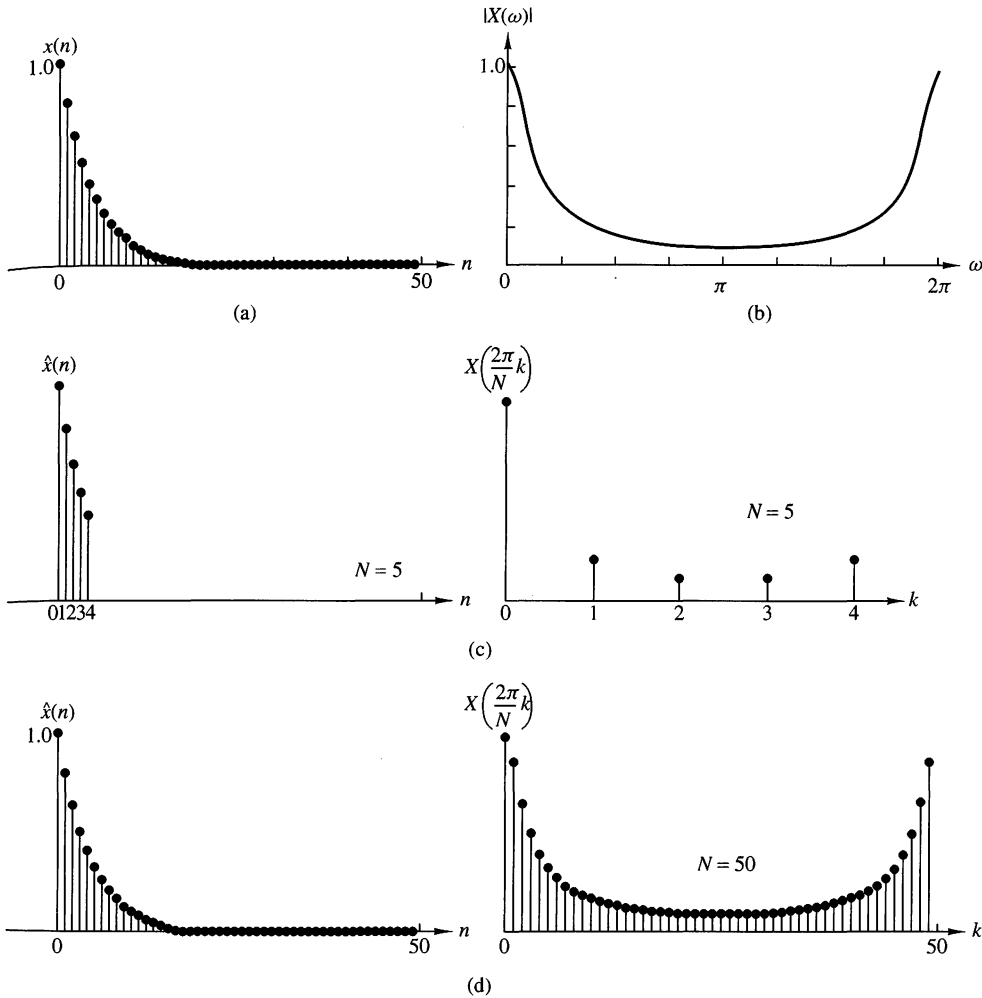 x(n)
1.0
0
50
n
(a)
|X(ω)|
1.0
0
π
2π
ω
(b)
x̂(n)
N = 5
01234
n
X(2π/N k)
N = 5
0
1
2
3
4
k
(c)
x̂(n)
1.0
0
50
n
X(2π/N k)
N = 50
0
50
k
(d)